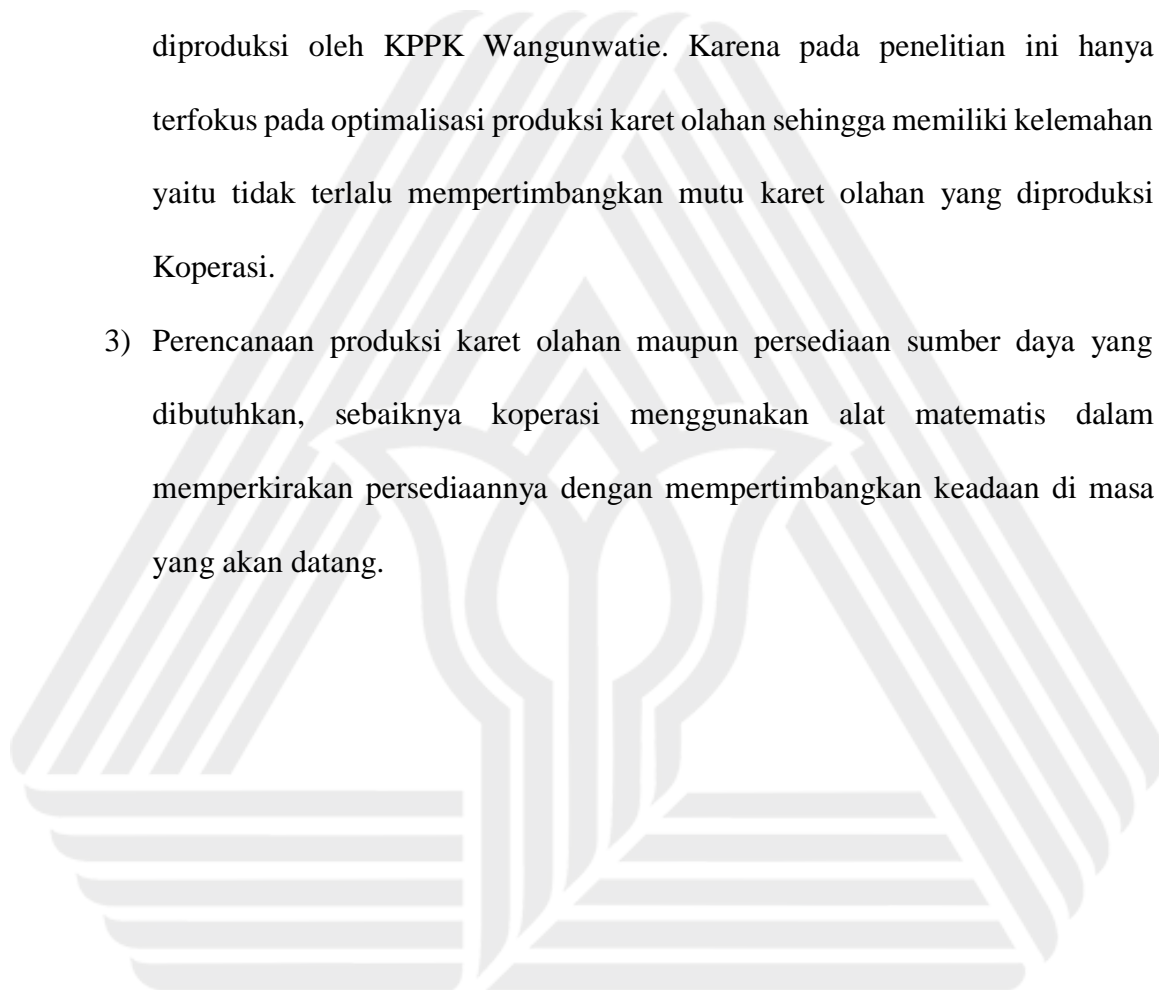 diproduksi oleh KPPK Wangunwatie. Karena pada penelitian ini hanya
terfokus pada optimalisasi produksi karet olahan sehingga memiliki kelemahan
yaitu tidak terlalu mempertimbangkan mutu karet olahan yang diproduksi
Koperasi.
3) Perencanaan produksi karet olahan maupun persediaan sumber daya yang
dibutuhkan, sebaiknya koperasi menggunakan alat matematis dalam
memperkirakan persediaannya dengan mempertimbangkan keadaan di masa
yang akan datang.